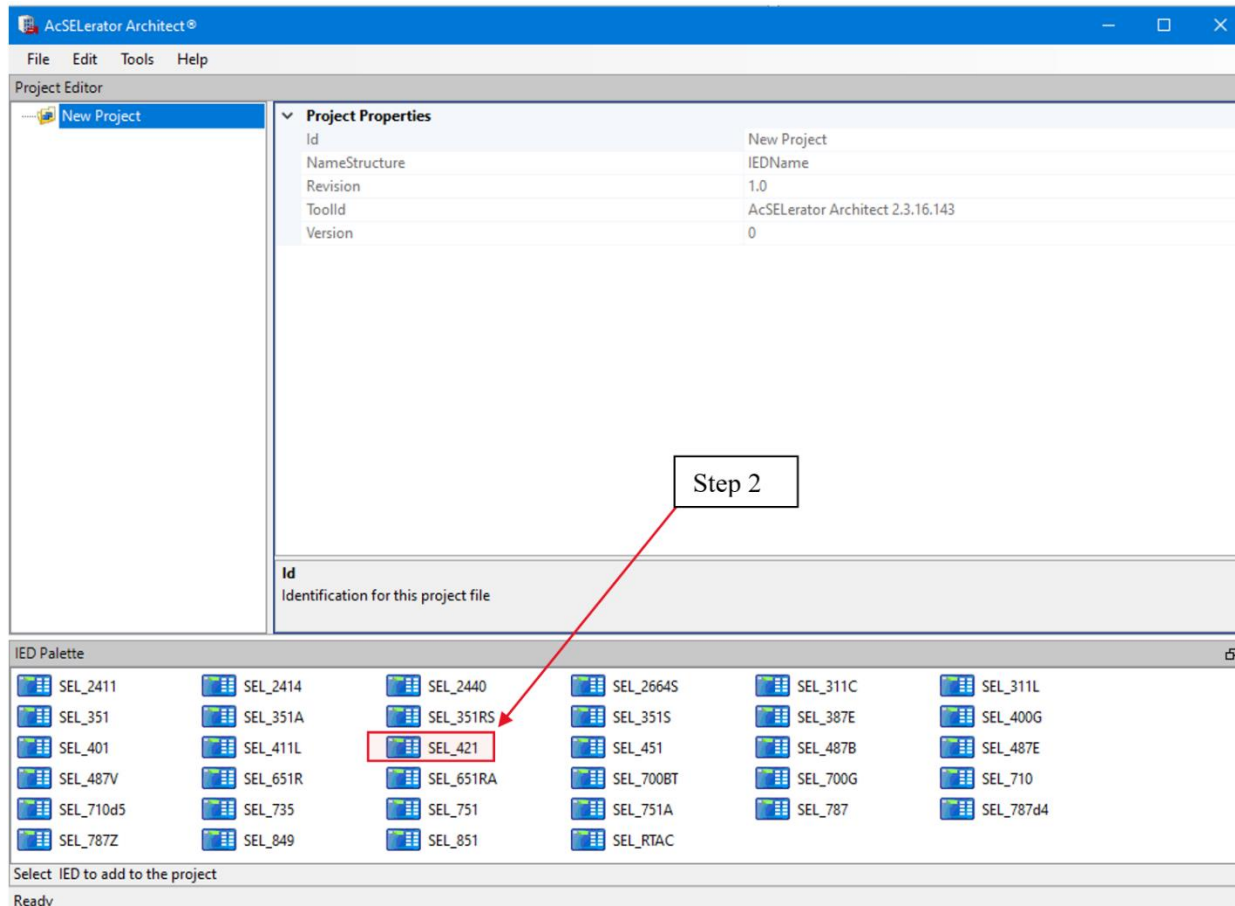 AcSELerator Architect®
File Edit Tools Help
Project Editor
New Project
Project Properties
Id New Project
NameStructure IEDName
Revision 1.0
ToolId AcSELerator Architect 2.3.16.143
Version 0
Step 2
Id
Identification for this project file
IED Palette
SEL_2411 SEL_2414 SEL_2440 SEL_2664S SEL_311C SEL_311L
SEL_351 SEL_351A SEL_351RS SEL_351S SEL_387E SEL_400G
SEL_401 SEL_411L SEL_421 SEL_451 SEL_487B SEL_487E
SEL_487V SEL_651R SEL_651RA SEL_700BT SEL_700G SEL_710
SEL_710d5 SEL_735 SEL_751 SEL_751A SEL_787 SEL_787d4
SEL_787Z SEL_849 SEL_851 SEL_RTAC
Select IED to add to the project
Ready